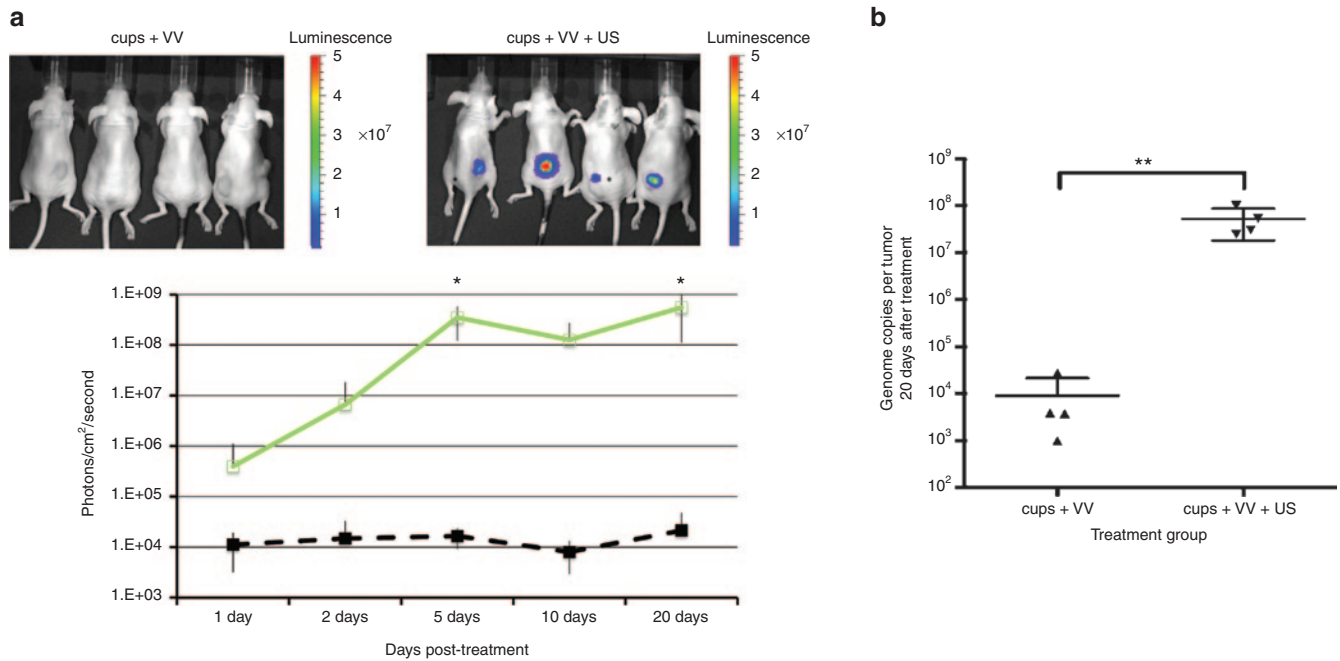 a
cups + VV
Luminescence
5
4
3
×10⁷
2
1
cups + VV + US
Luminescence
5
4
3
×10⁷
2
1
Photons/cm²/second
1.E+09
1.E+08
1.E+07
1.E+06
1.E+05
1.E+04
1.E+03
*
*
1 day
2 days
5 days
10 days
20 days
Days post-treatment
b
Genome copies per tumor
20 days after treatment
10⁹
10⁸
10⁷
10⁶
10⁵
10⁴
10³
10²
**
cups + VV
cups + VV + US
Treatment group